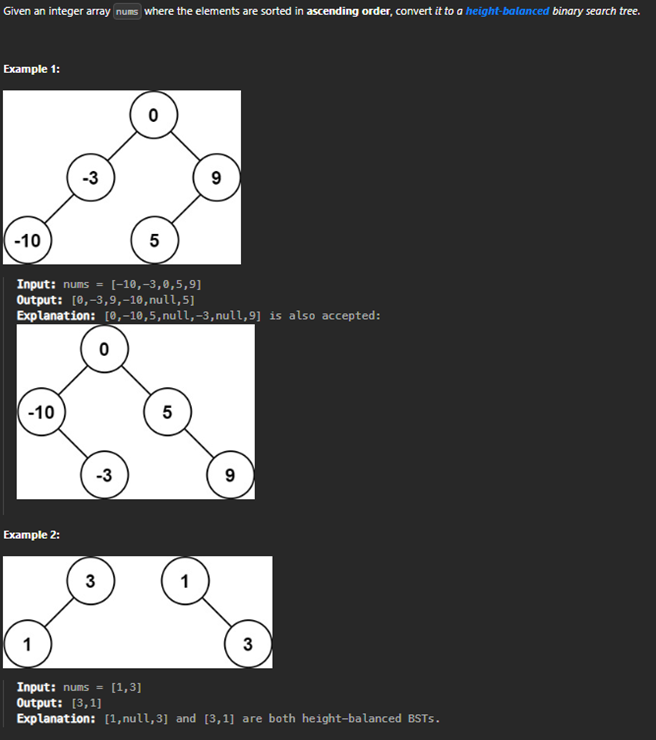 Given an integer array nums where the elements are sorted in ascending order, convert it to a height-balanced binary search tree.
Example 1:
0
-3 9
-10 5
Input: nums = [-10,-3,0,5,9]
Output: [0,-3,9,-10,null,5]
Explanation: [0,-10,5,null,-3,null,9] is also accepted:
0
-10 5
-3 9
Example 2:
3 1
1 3
Input: nums = [1,3]
Output: [3,1]
Explanation: [1,null,3] and [3,1] are both height-balanced BSTs.